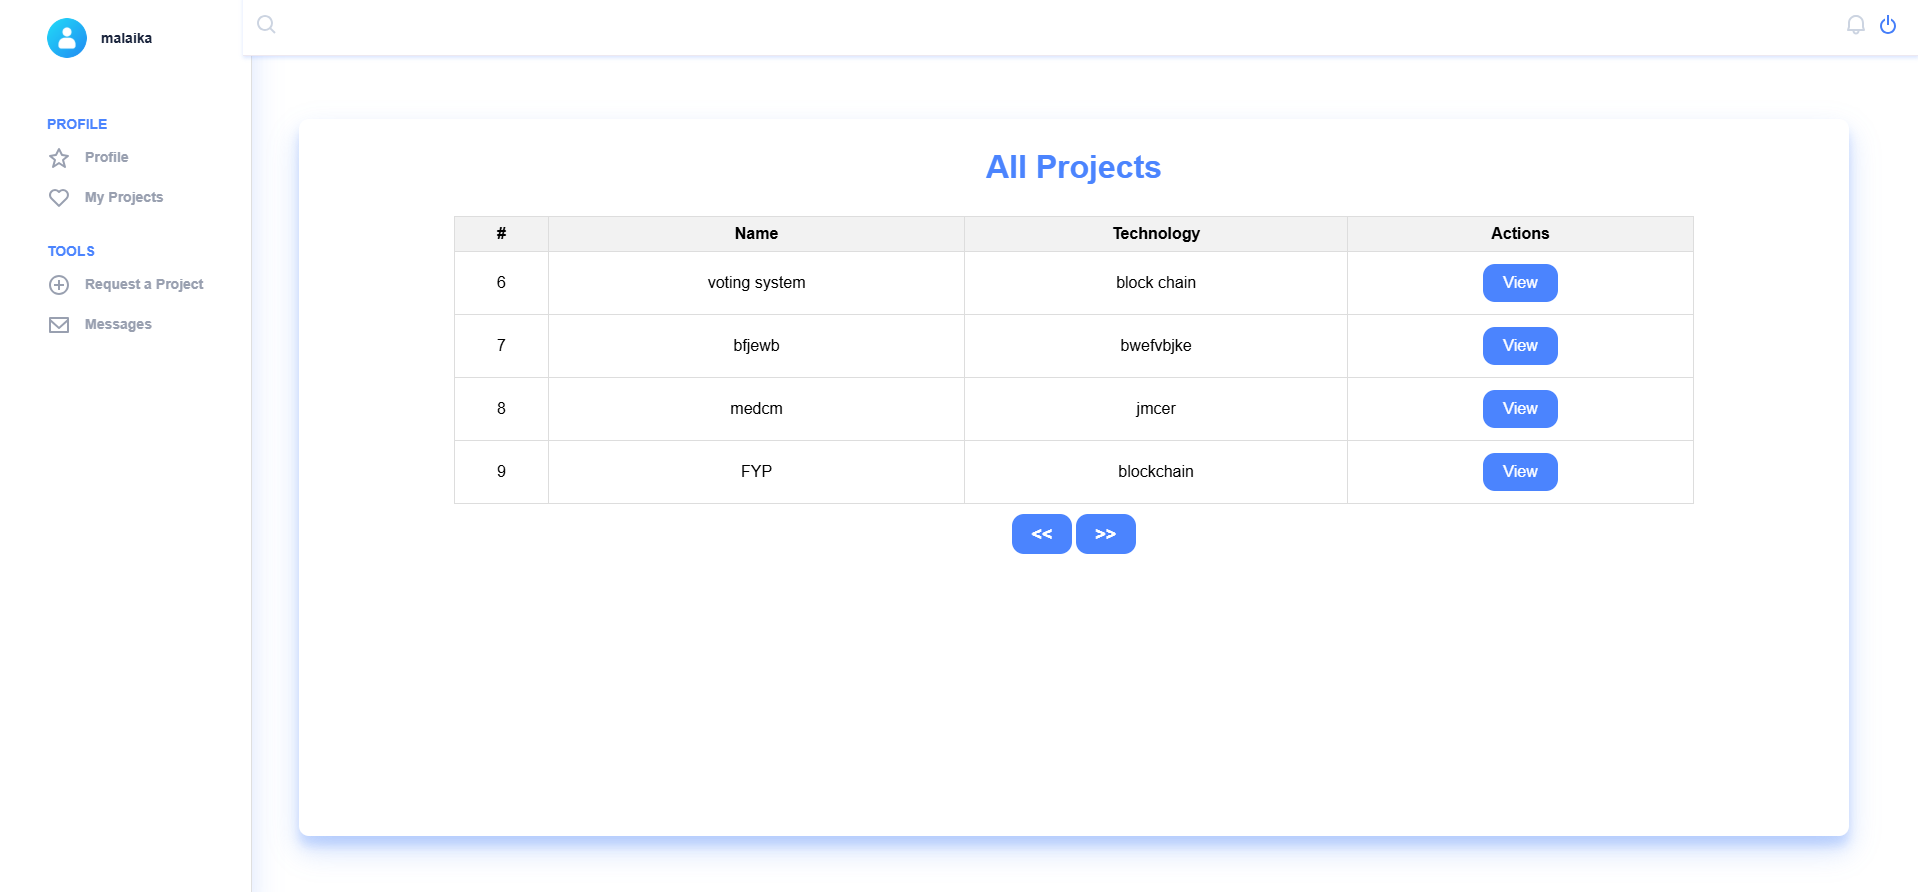 malaika
PROFILE
Profile
My Projects
TOOLS
Request a Project
Messages
All Projects
# Name Technology Actions
6 voting system block chain View
7 bfjewb bwefvbjke View
8 medcm jmcer View
9 FYP blockchain View
<< >>